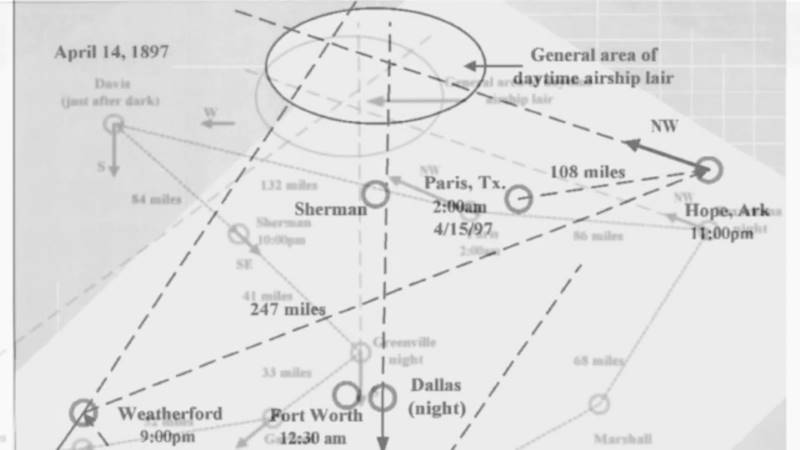 April 14, 1897
General area of
daytime airship lair
General area
airship lair
Davis
(just after dark)
W
NW
S
84 miles
132 miles
NW
Paris, Tx.
108 miles
Sherman
2:00am
4/15/97
NW
Hope, Ark
11:00pm
night
Sherman
10:00pm
2:00
86 miles
SE
41 miles
247 miles
Greenville
night
33 miles
68 miles
Dallas
(night)
Weatherford
9:00pm
Fort Worth
12:30 am
Marshall